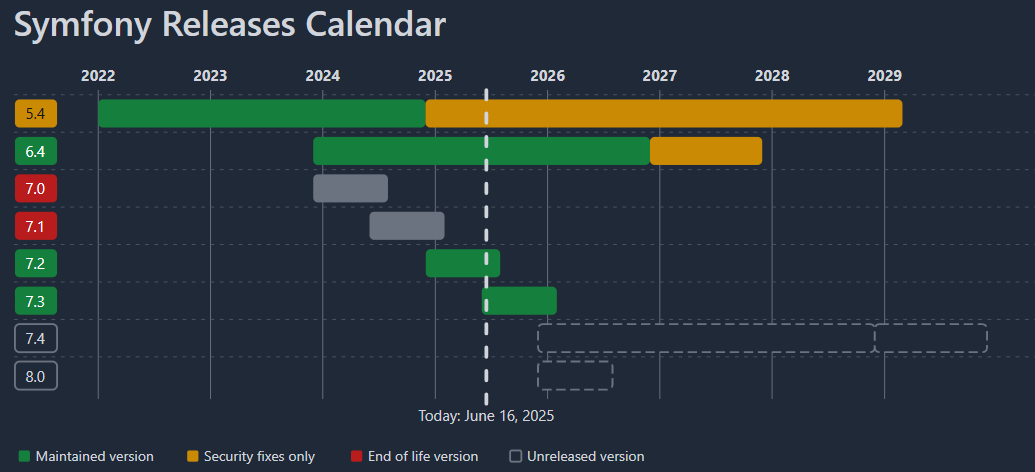 Symfony Releases Calendar
2022 2023 2024 2025 2026 2027 2028 2029
5.4
6.4
7.0
7.1
7.2
7.3
7.4
8.0
Today: June 16, 2025
Maintained version Security fixes only End of life version Unreleased version